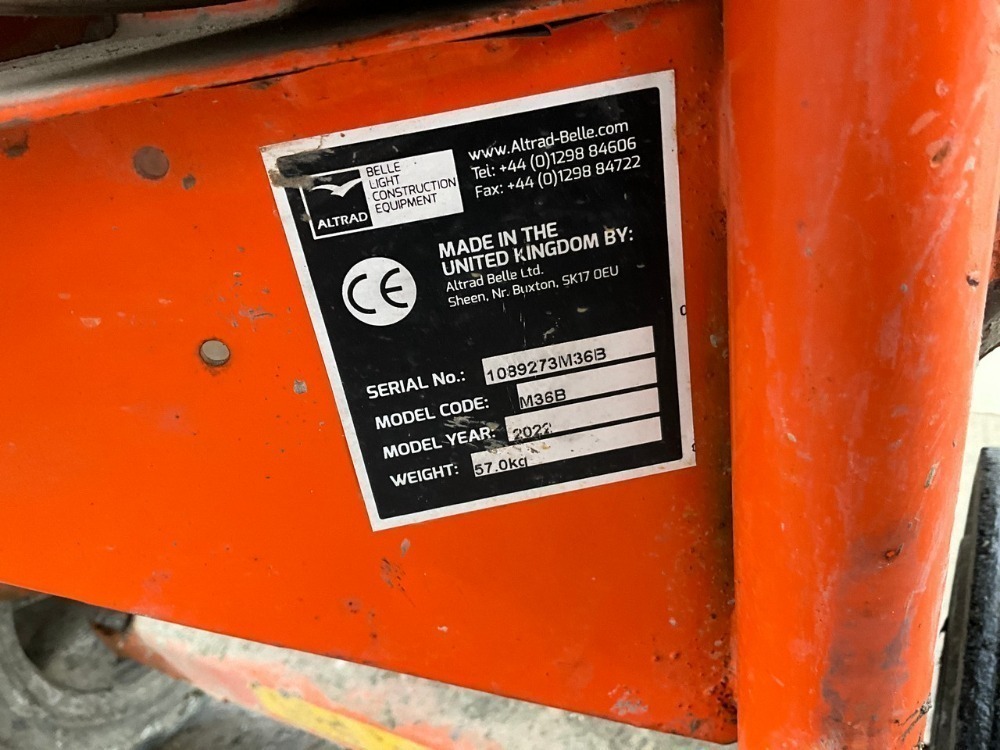 BELLE
LIGHT
CONSTRUCTION
EQUIPMENT
ALTRAD
www.Altrad-Belle.com
Tel: +44 (0)1298 84606
Fax: +44 (0)1298 84722
CE
MADE IN THE
UNITED KINGDOM BY:
Altrad Belle Ltd.
Sheen, Nr. Buxton, SK17 0EU
SERIAL No.: 1089273M36B
MODEL CODE: M36B
MODEL YEAR: 2022
WEIGHT: 57.0kg